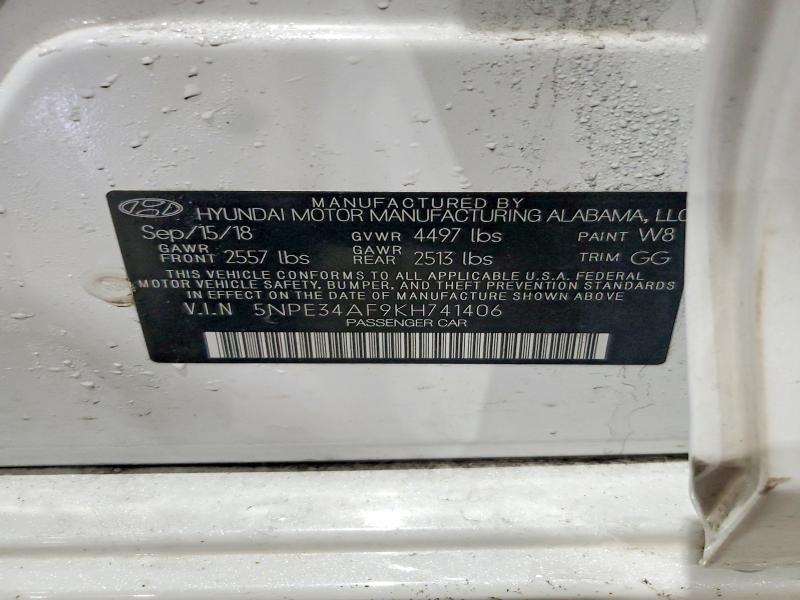 MANUFACTURED BY
HYUNDAI MOTOR MANUFACTURING ALABAMA, LLC
Sep/15/18 GVWR 4497 lbs PAINT W8
GAWR FRONT 2557 lbs GAWR REAR 2513 lbs TRIM GG
THIS VEHICLE CONFORMS TO ALL APPLICABLE U.S.A. FEDERAL
MOTOR VEHICLE SAFETY, BUMPER, AND THEFT PREVENTION STANDARDS
IN EFFECT ON THE DATE OF MANUFACTURE SHOWN ABOVE
V.I.N 5NPE34AF9KH741406
PASSENGER CAR